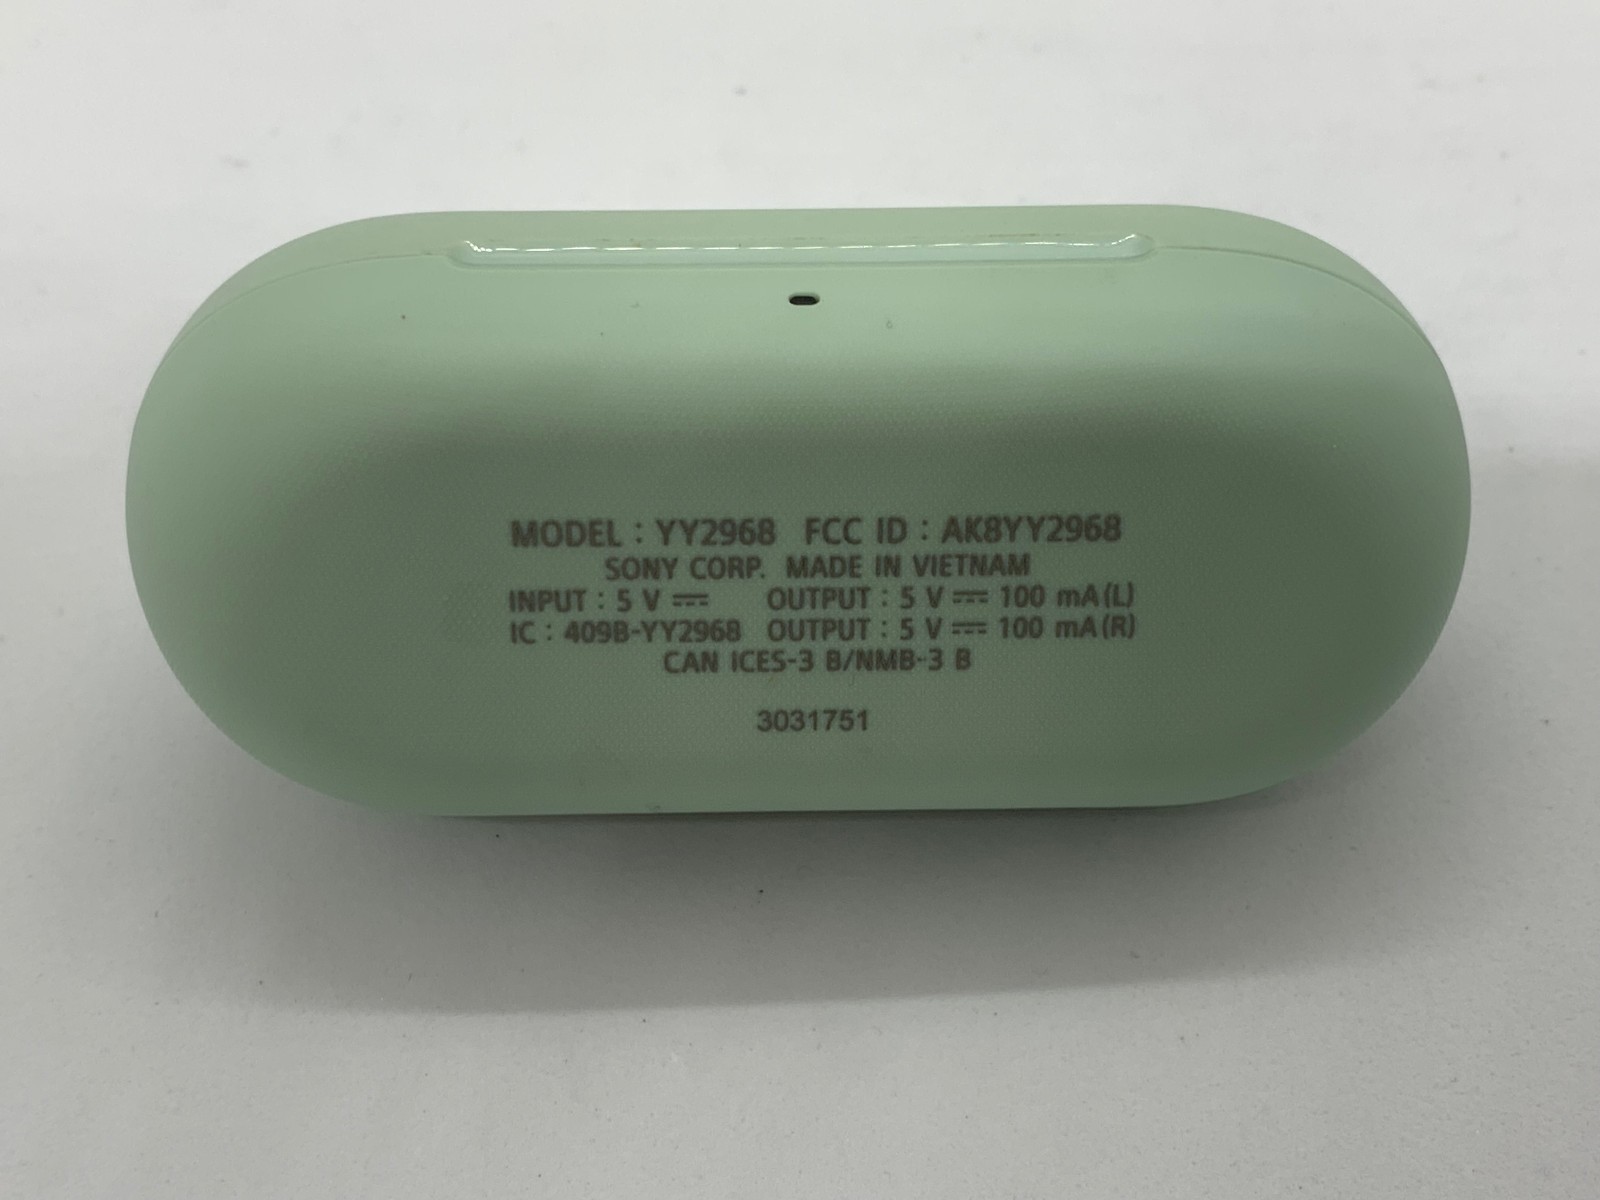 MODEL : YY2968 FCC ID : AK8YY2968
SONY CORP. MADE IN VIETNAM
INPUT : 5 V ⎓ OUTPUT : 5 V ⎓ 100 mA(L)
IC : 409B-YY2968 OUTPUT : 5 V ⎓ 100 mA(R)
CAN ICES-3 B/NMB-3 B
3031751